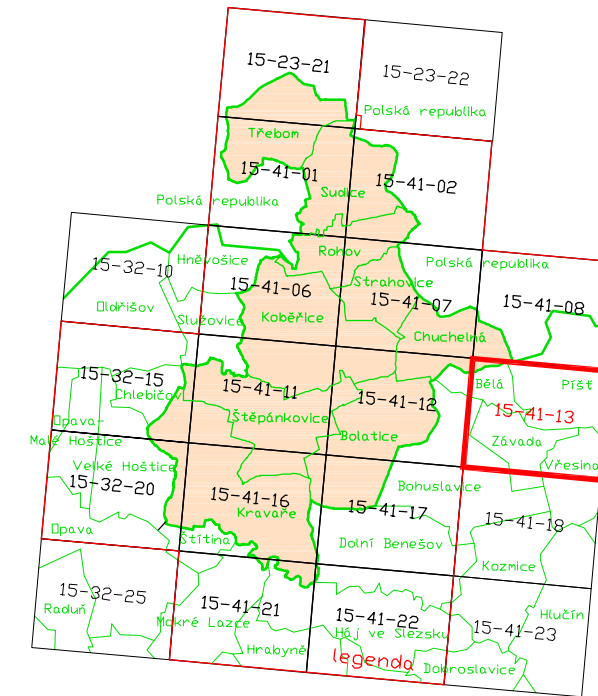 15-23-21
15-23-22
Polská republika
Třebom
15-41-01
15-41-02
Sudice
Polská republika
Rohov
Hněvošice
Polská republika
15-32-10
15-41-06
Strahovice
15-41-07
15-41-08
Oldřišov
Služovice
Kobeřice
Chuchelná
15-32-15
15-41-11
Bělá
Píšť
Chlebičov
15-41-12
15-41-13
Štěpánkovice
Opava-
Malé Hoštice
Bolatice
Závada
Velké Hoštice
Vřesina
15-32-20
15-41-16
Bohuslavice
Kravaře
15-41-17
15-41-18
Opava
Štítina
Dolní Benešov
Kozmice
15-32-25
15-41-21
15-41-22
Raduň
Mokré Lazce
Háj ve Slezsku
15-41-23
Hlučín
Hrabyně
legenda
Dobroslavice